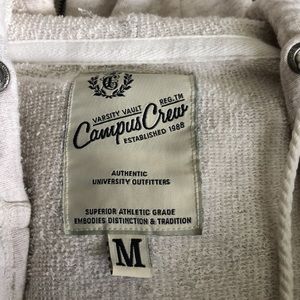 VARSITY VAULT REG.TM
Campus Crew
ESTABLISHED 1988
AUTHENTIC
UNIVERSITY OUTFITTERS
SUPERIOR ATHLETIC GRADE
EMBODIES DISTINCTION & TRADITION
M